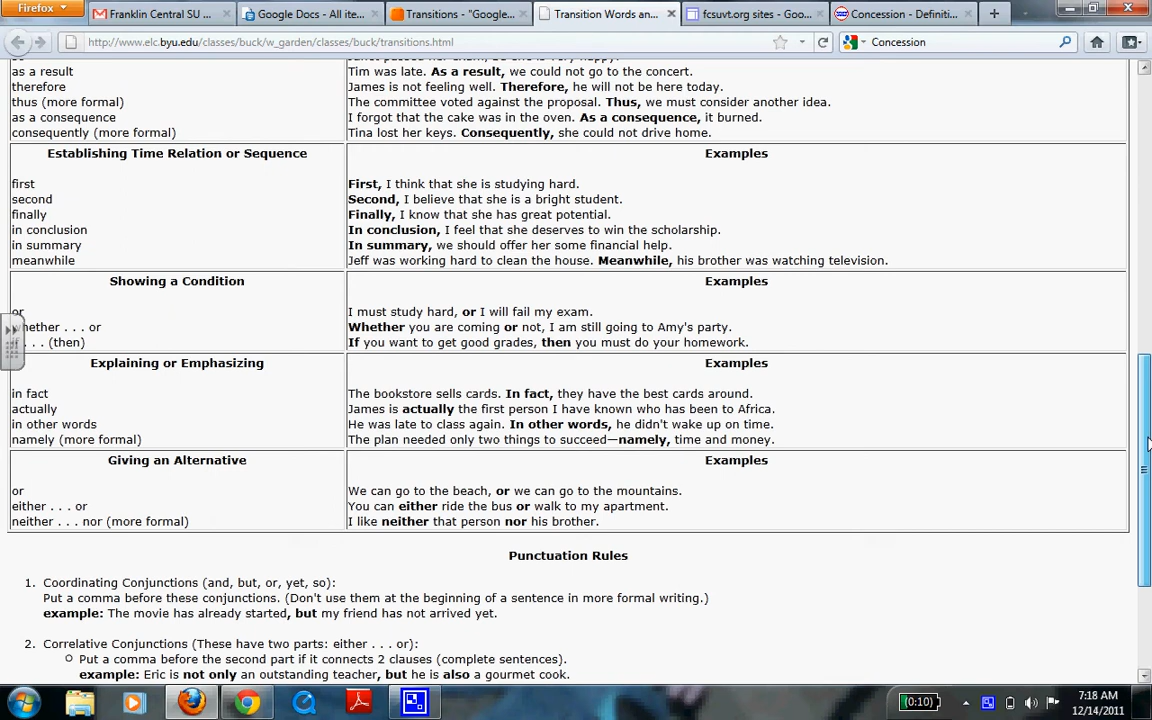 Firefox
Franklin Central SU ...
Google Docs - All ite...
Transitions - "Google...
Transition Words an...
fcsuvt.org sites - Goo...
Concession - Definiti...
http://www.elc.byu.edu/classes/buck/w_garden/classes/buck/transitions.html
Concession
as a result
Tim was late. As a result, we could not go to the concert.
therefore
James is not feeling well. Therefore, he will not be here today.
thus (more formal)
The committee voted against the proposal. Thus, we must consider another idea.
as a consequence
I forgot that the cake was in the oven. As a consequence, it burned.
consequently (more formal)
Tina lost her keys. Consequently, she could not drive home.
Establishing Time Relation or Sequence
Examples
first
First, I think that she is studying hard.
second
Second, I believe that she is a bright student.
finally
Finally, I know that she has great potential.
in conclusion
In conclusion, I feel that she deserves to win the scholarship.
in summary
In summary, we should offer her some financial help.
meanwhile
Jeff was working hard to clean the house. Meanwhile, his brother was watching television.
Showing a Condition
Examples
or
I must study hard, or I will fail my exam.
whether . . . or
Whether you are coming or not, I am still going to Amy's party.
. . . (then)
If you want to get good grades, then you must do your homework.
Explaining or Emphasizing
Examples
in fact
The bookstore sells cards. In fact, they have the best cards around.
actually
James is actually the first person I have known who has been to Africa.
in other words
He was late to class again. In other words, he didn't wake up on time.
namely (more formal)
The plan needed only two things to succeed—namely, time and money.
Giving an Alternative
Examples
or
We can go to the beach, or we can go to the mountains.
either . . . or
You can either ride the bus or walk to my apartment.
neither . . . nor (more formal)
I like neither that person nor his brother.
Punctuation Rules
1. Coordinating Conjunctions (and, but, or, yet, so):
Put a comma before these conjunctions. (Don't use them at the beginning of a sentence in more formal writing.)
example: The movie has already started, but my friend has not arrived yet.
2. Correlative Conjunctions (These have two parts: either . . . or):
Put a comma before the second part if it connects 2 clauses (complete sentences).
example: Eric is not only an outstanding teacher, but he is also a gourmet cook.
(0:10)
7:18 AM
12/14/2011